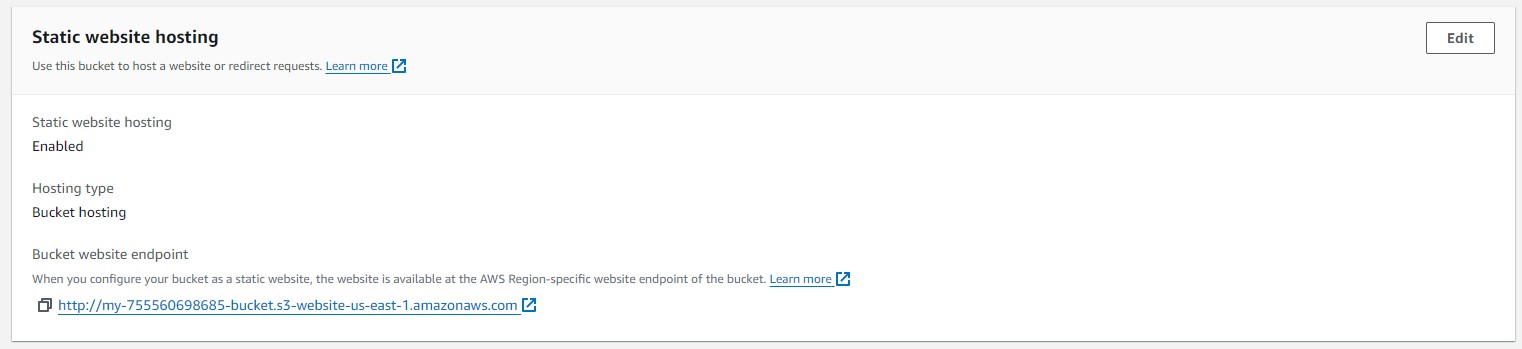 Static website hosting
Edit
Use this bucket to host a website or redirect requests. Learn more
Static website hosting
Enabled
Hosting type
Bucket hosting
Bucket website endpoint
When you configure your bucket as a static website, the website is available at the AWS Region-specific website endpoint of the bucket. Learn more
http://my-755560698685-bucket.s3-website-us-east-1.amazonaws.com